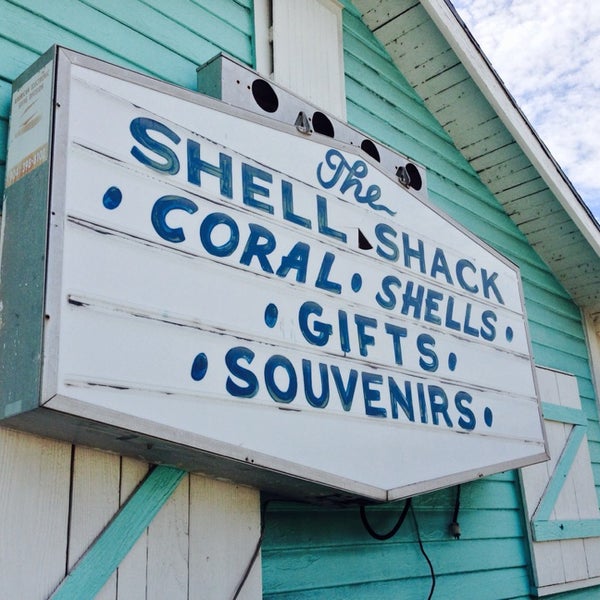 The
SHELL SHACK
• CORAL • SHELLS •
• GIFTS •
• SOUVENIRS •